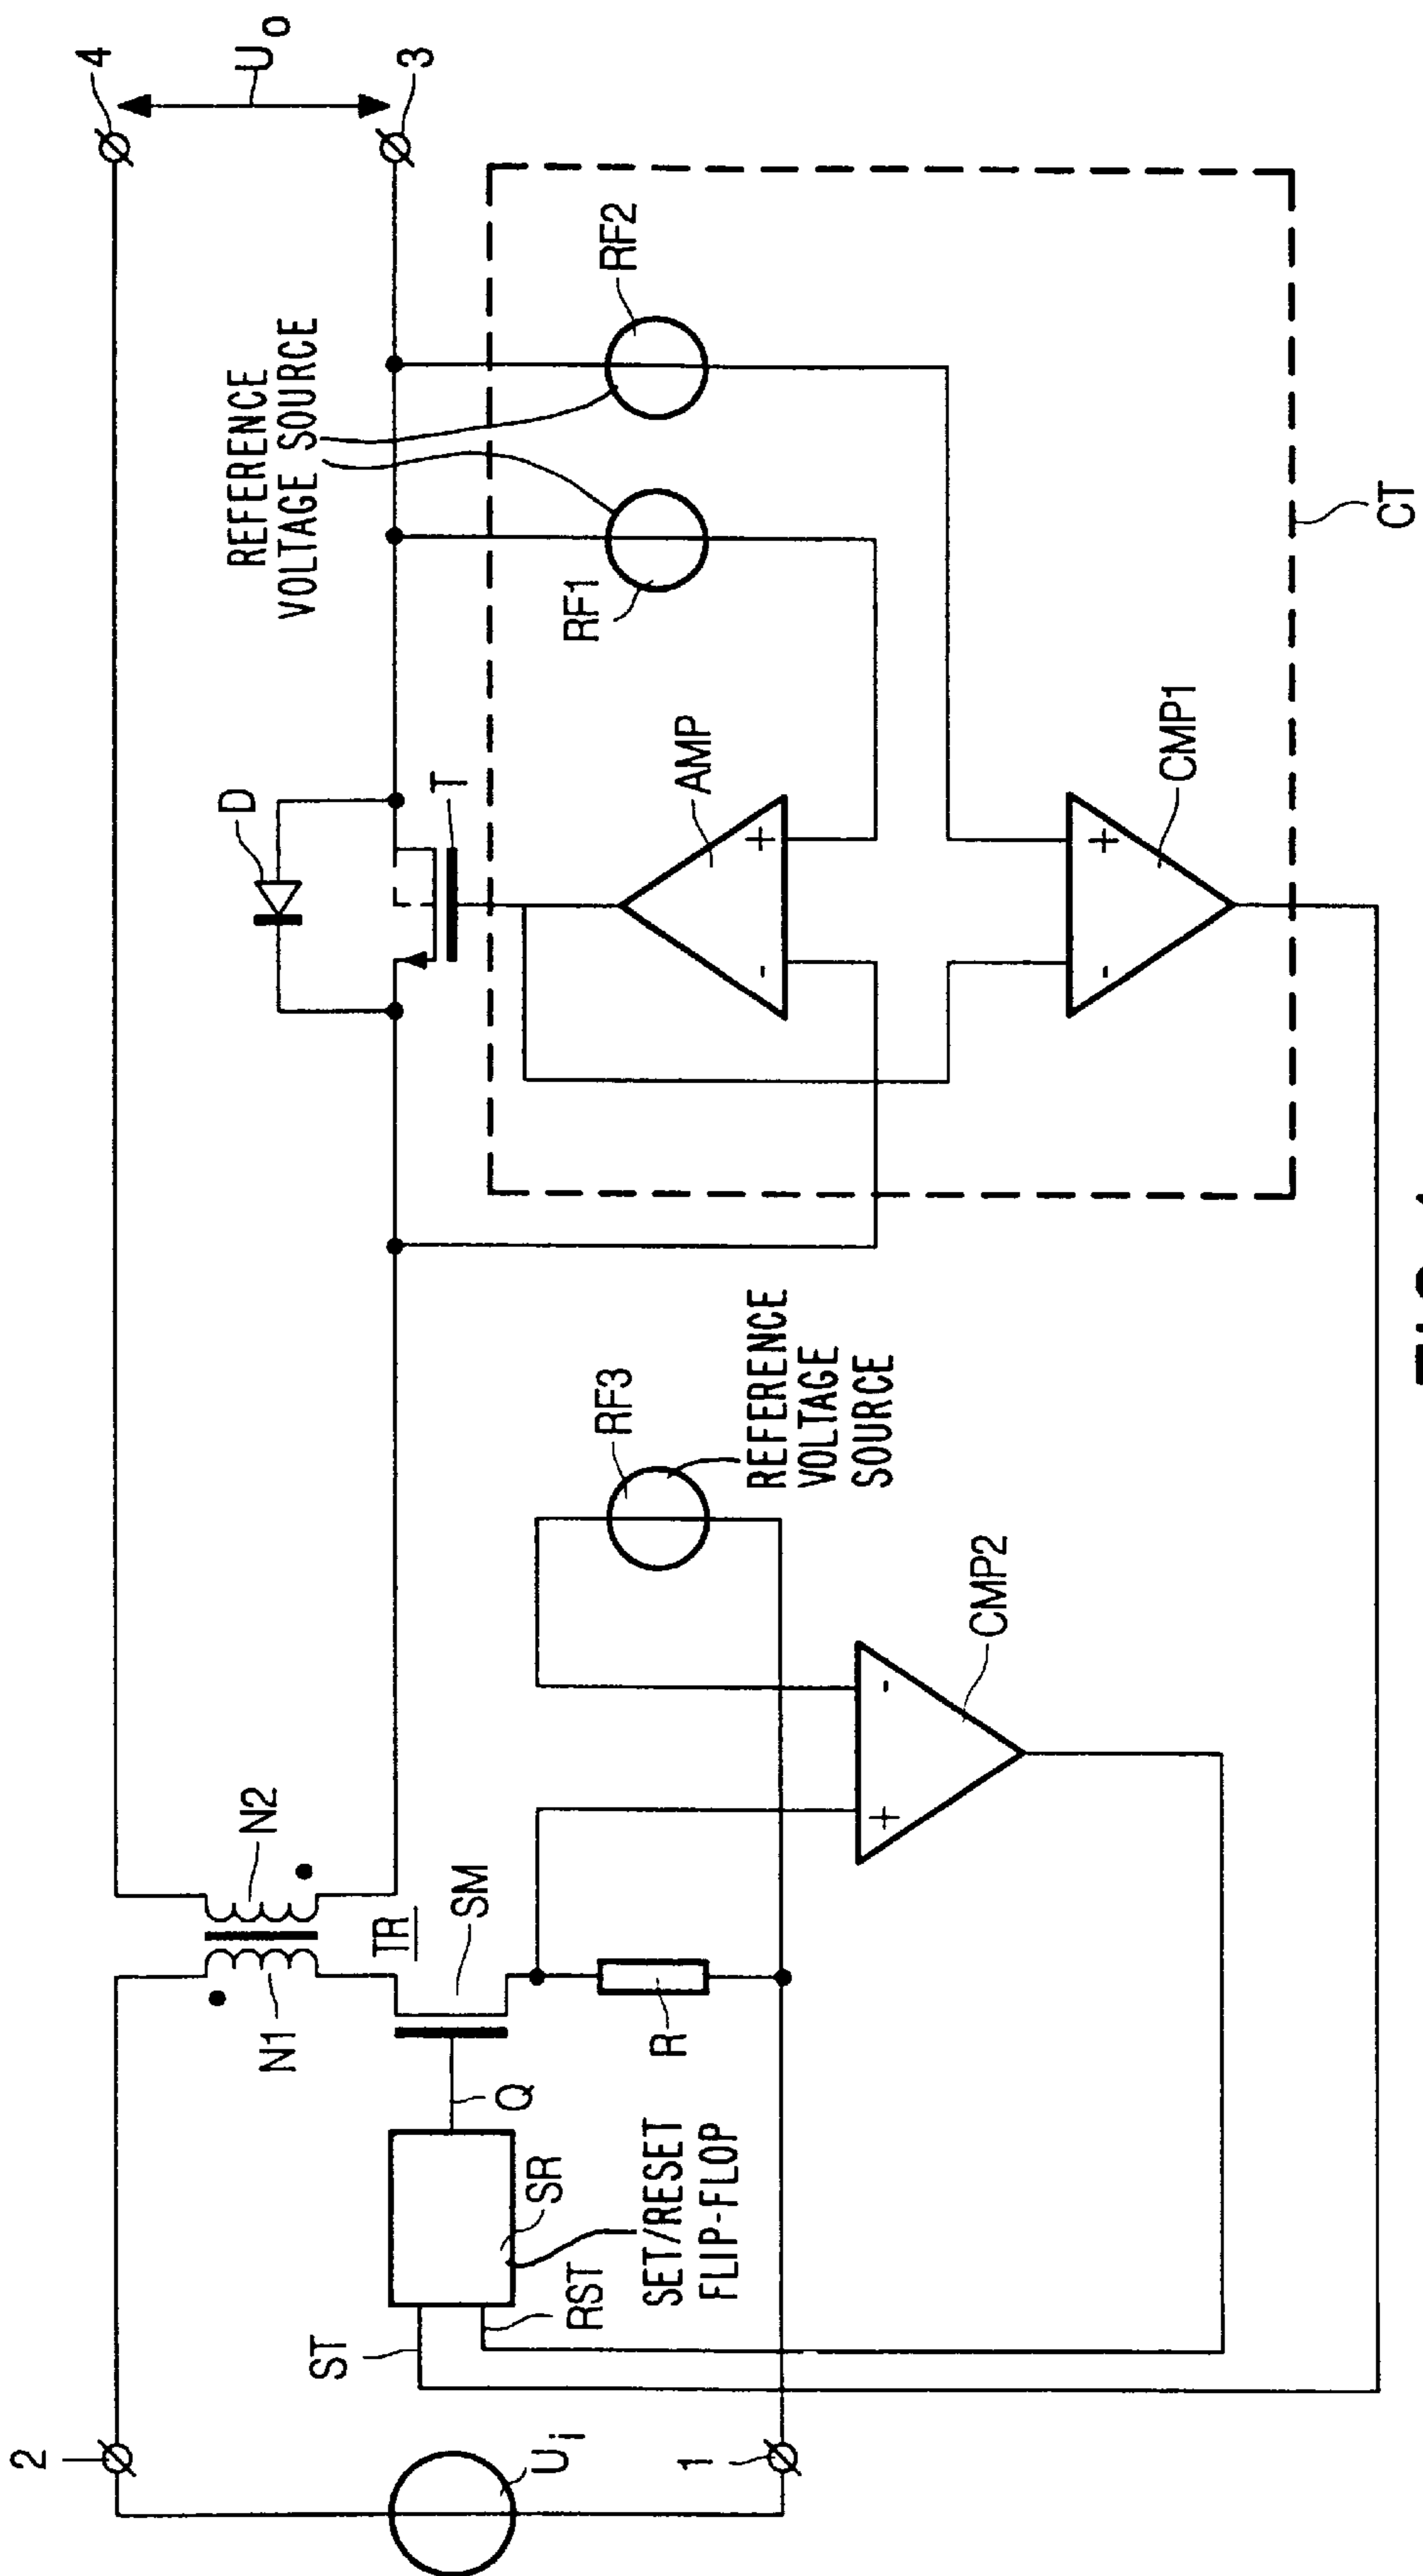 2
Ui
1
ST
RST
SR
SET/RESET
FLIP-FLOP
Q
N1
N2
TR
SM
R
CMP2
+
-
RF3
REFERENCE
VOLTAGE
SOURCE
D
T
AMP
-
+
CMP1
-
+
REFERENCE
VOLTAGE SOURCE
RF1
RF2
CT
4
Uo
3